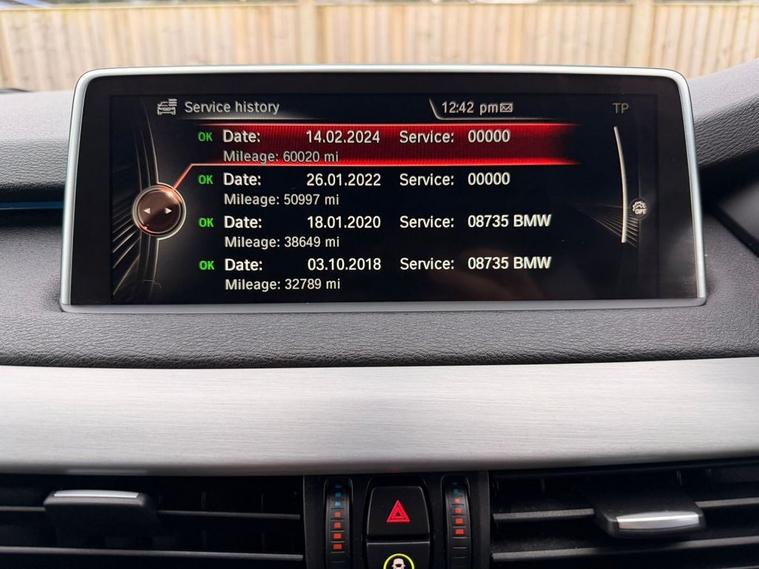 Service history 12:42 pm TP
OK Date: 14.02.2024 Service: 00000
Mileage: 60020 mi
OK Date: 26.01.2022 Service: 00000
Mileage: 50997 mi
OK Date: 18.01.2020 Service: 08735 BMW
Mileage: 38649 mi
OK Date: 03.10.2018 Service: 08735 BMW
Mileage: 32789 mi